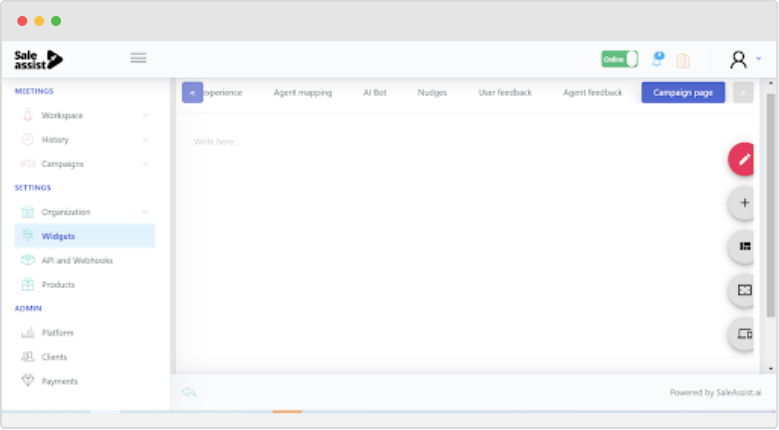 Sale
assist
Online
MEETINGS
Workspace
History
Campaigns
SETTINGS
Organization
Widgets
API and Webhooks
Products
ADMIN
Platform
Clients
Payments
< experience Agent mapping AI Bot Nudges User feedback Agent feedback Campaign page
Write here...
Powered by SaleAssist.ai